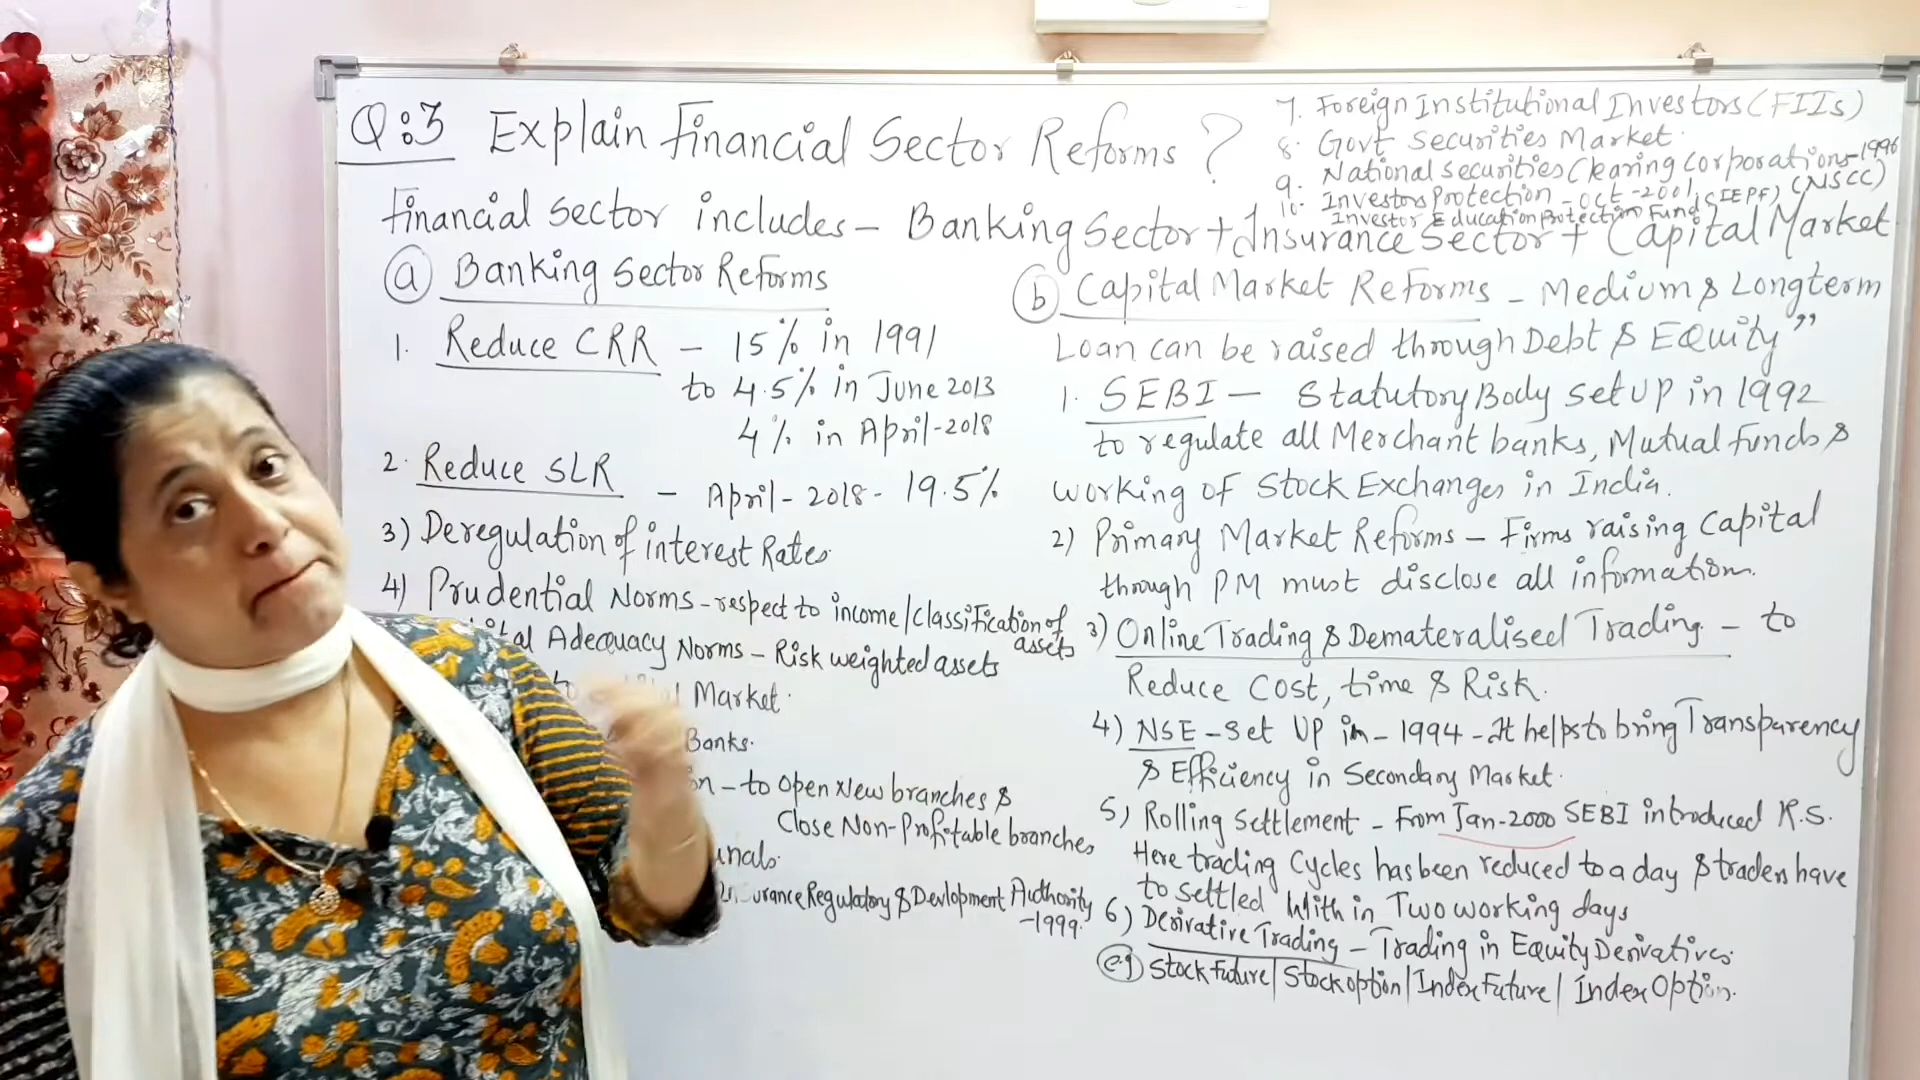 Q:3 Explain Financial Sector Reforms?
Financial Sector includes – Banking Sector + Insurance Sector + Capital Market
(a) Banking Sector Reforms
1. Reduce CRR – 15% in 1991
to 4.5% in June 2013
4% in April-2018
2. Reduce SLR
– April - 2018 - 19.5%
3) Deregulation of interest Rates
4) Prudential Norms – respect to income/classification of
assets
Adequacy Norms – Risk weighted assets
Market.
Banks.
– to Open New branches &
Close Non-Profitable branches
Regulatory & Devlopment Authority
– 1999.
7. Foreign Institutional Investors (FIIs)
8. Govt Securities Market.
9. National Securities Clearing Corporations – 1996
(NSCC)
10. Investors Protection – Oct - 2001 (IEPF)
Investor Education Protection Fund
(b) Capital Market Reforms – Medium & Longterm
Loan can be raised through Debt & Equity”
1. SEBI – Statutory Body set up in 1992
to regulate all Merchant banks, Mutual funds &
working of Stock Exchanges in India.
2) Primary Market Reforms – Firms raising Capital
through PM must disclose all information.
3) Online Trading & Demateralised Trading – to
Reduce Cost, time & Risk.
4) NSE – Set up in – 1994 – It helps to bring Transparency
& Efficiency in Secondary Market.
5) Rolling Settlement – From Jan-2000 SEBI introduced R.S.
Here trading Cycles has been reduced to a day & traders have
to settled With in Two working days
6) Derivative Trading – Trading in Equity Derivatives.
(e.g) Stock Future/ Stock option/ Index Future/ Index Option.